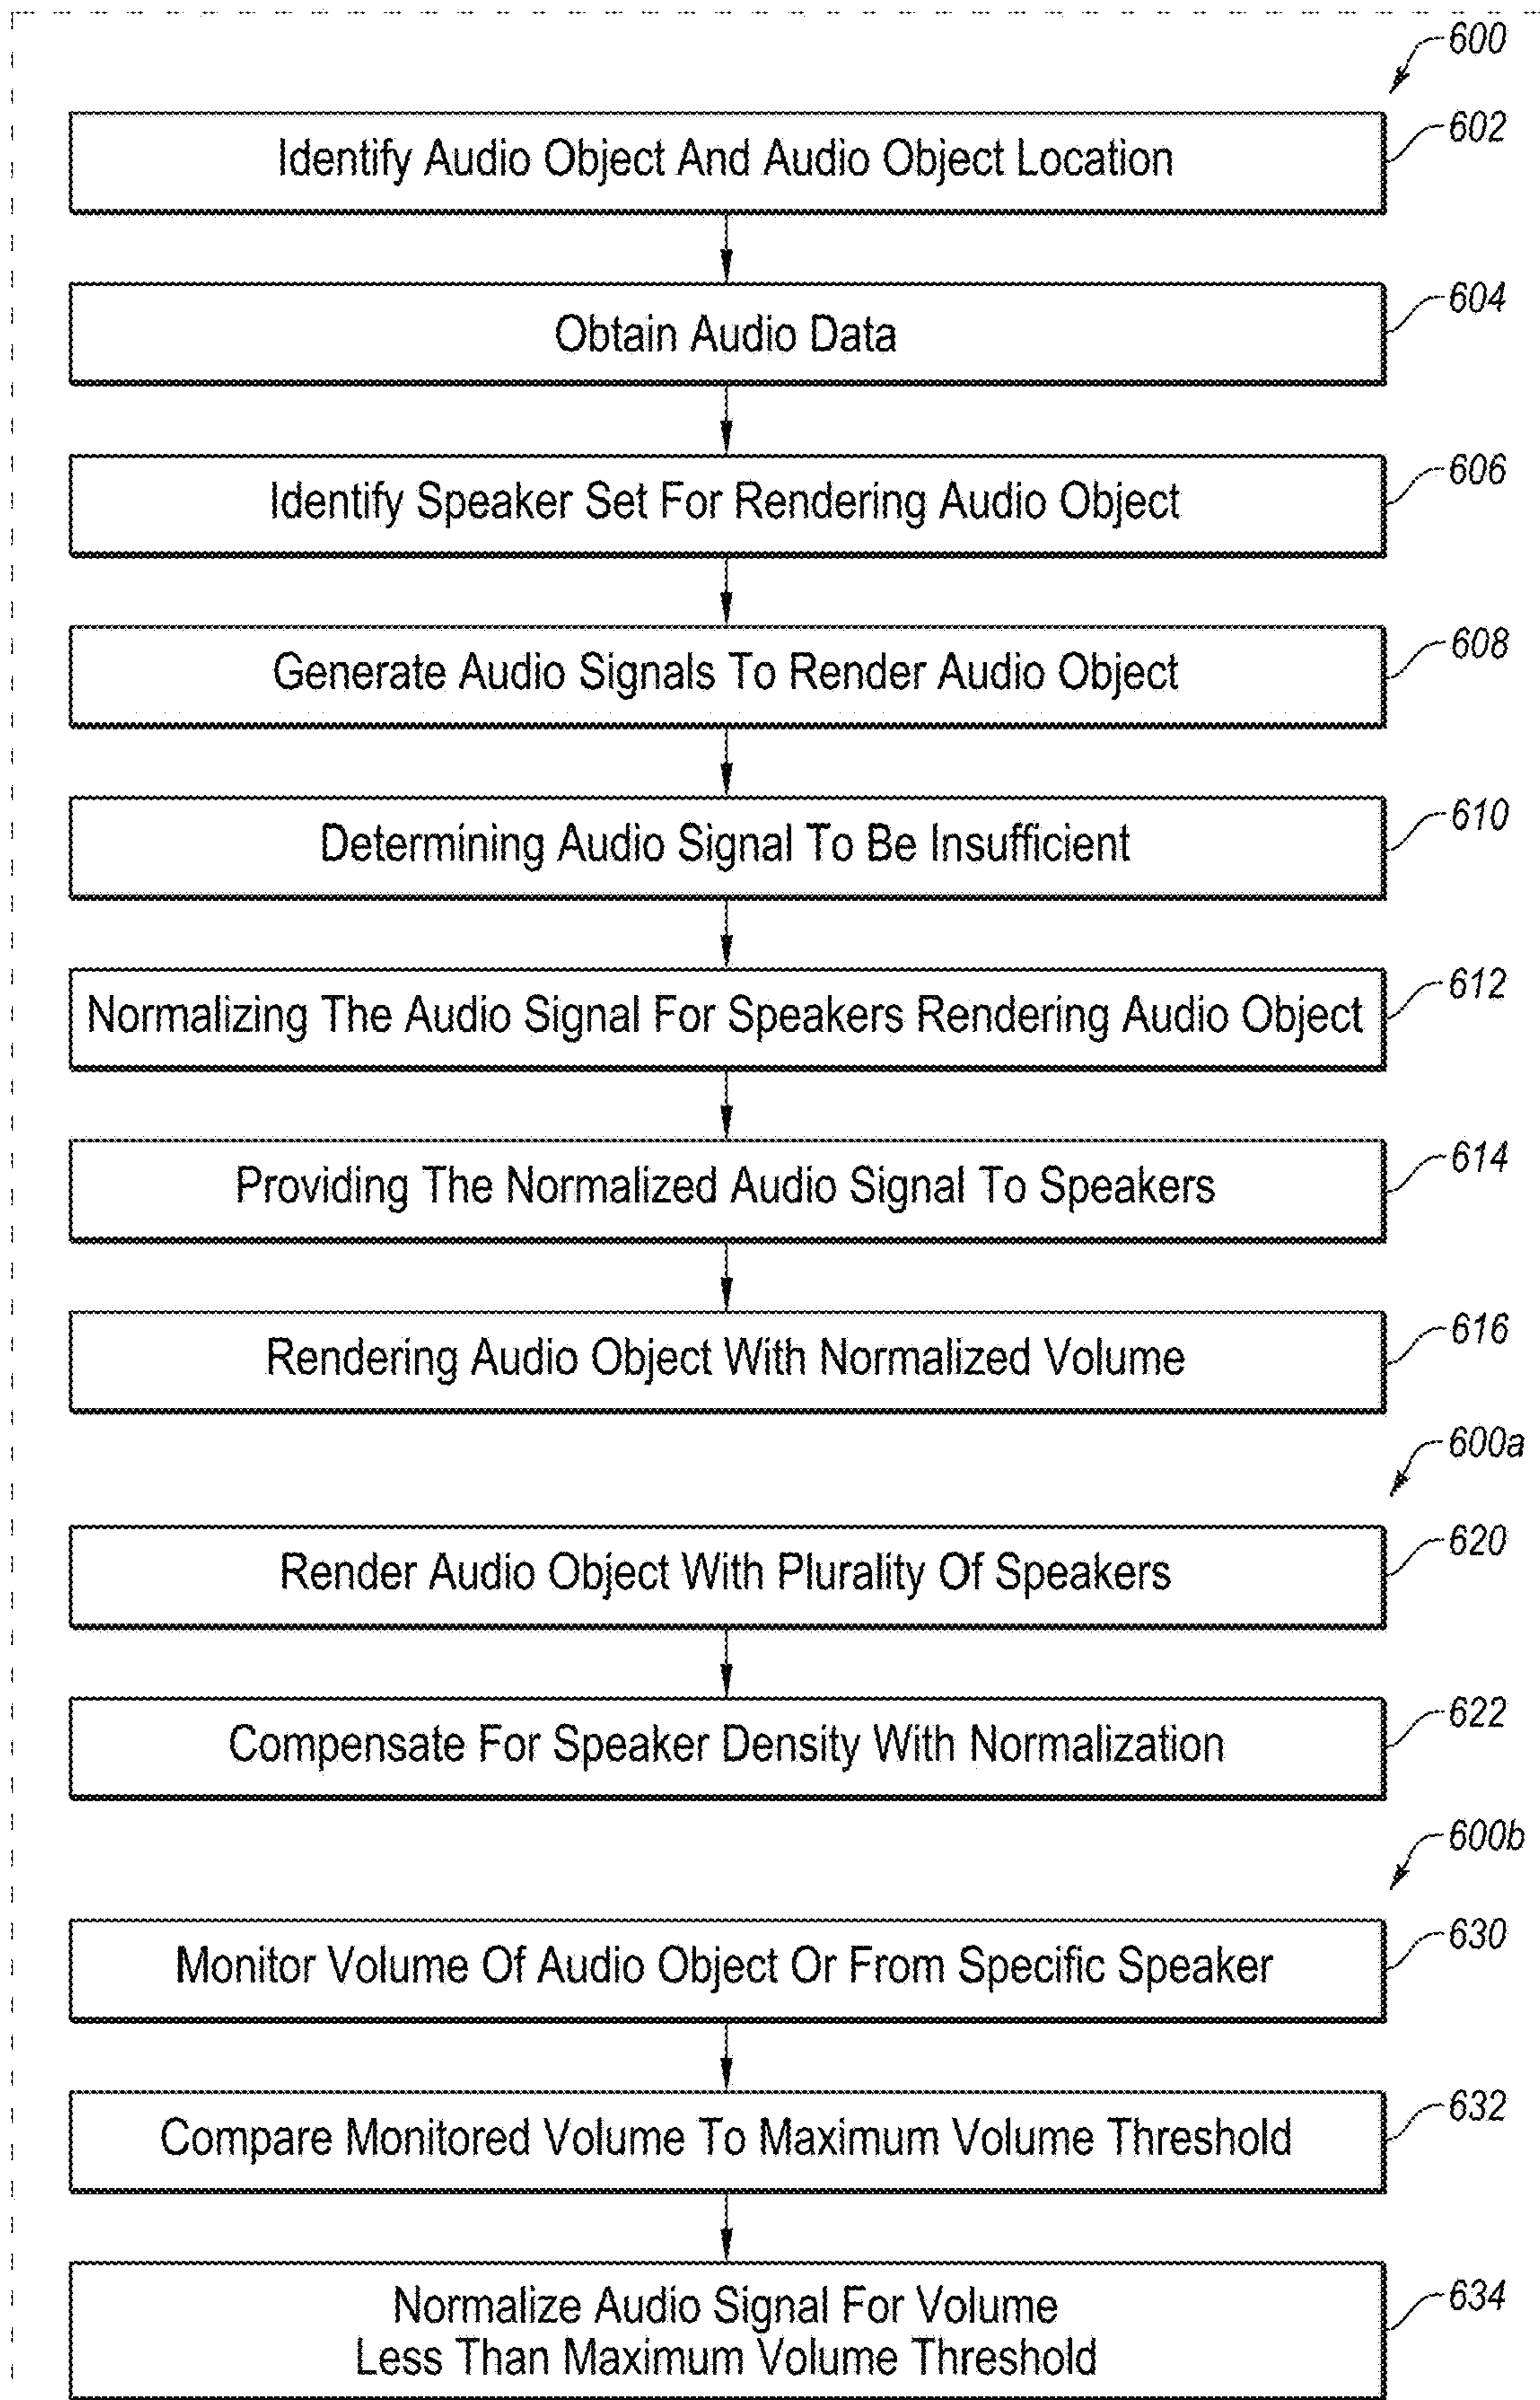 600
Identify Audio Object And Audio Object Location
602
Obtain Audio Data
604
Identify Speaker Set For Rendering Audio Object
606
Generate Audio Signals To Render Audio Object
608
Determining Audio Signal To Be Insufficient
610
Normalizing The Audio Signal For Speakers Rendering Audio Object
612
Providing The Normalized Audio Signal To Speakers
614
Rendering Audio Object With Normalized Volume
616
600a
Render Audio Object With Plurality Of Speakers
620
Compensate For Speaker Density With Normalization
622
600b
Monitor Volume Of Audio Object Or From Specific Speaker
630
Compare Monitored Volume To Maximum Volume Threshold
632
Normalize Audio Signal For Volume
Less Than Maximum Volume Threshold
634